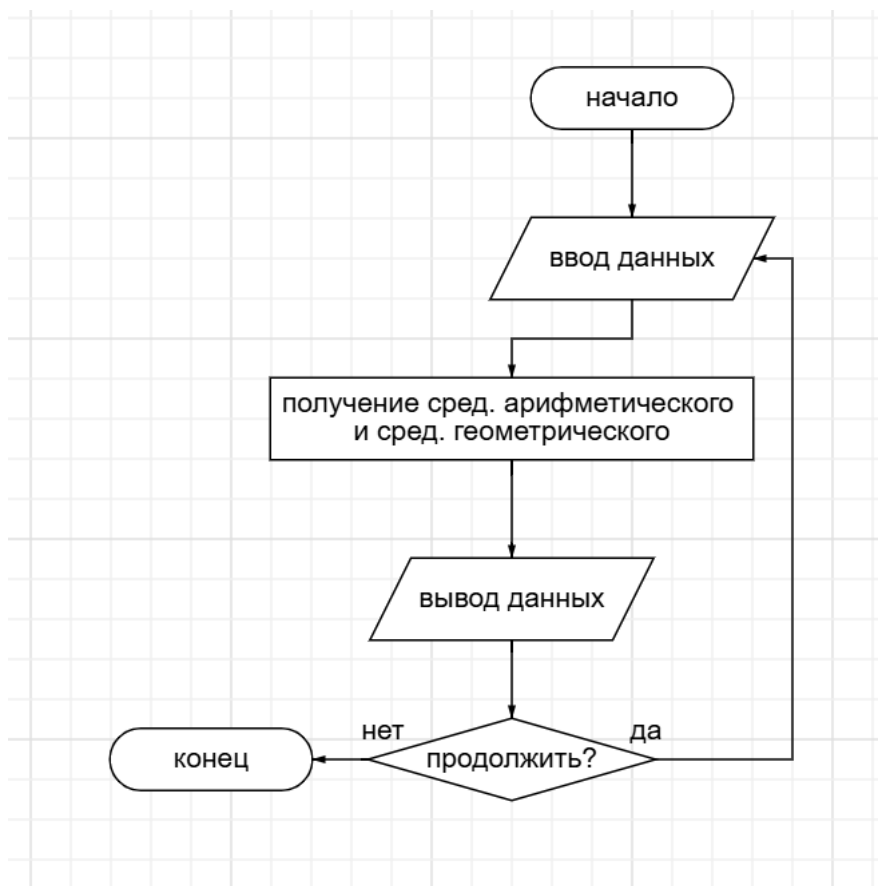 начало
ввод данных
получение сред. арифметического
и сред. геометрического
вывод данных
нет
да
конец
продолжить?